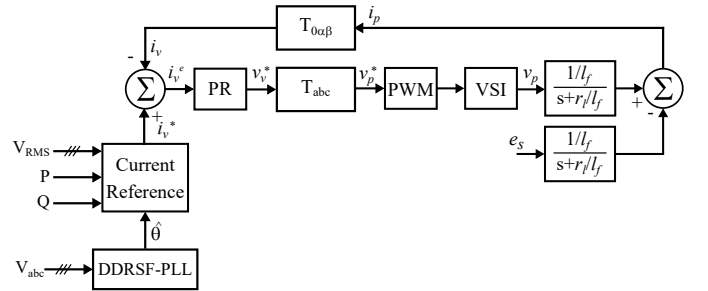 T0αβ
ip
-
iv
Σ
+
iv*
ive
PR
vv*
Tabc
vp*
PWM
VSI
vp
1/lf
s+rl/lf
+
-
Σ
es
1/lf
s+rl/lf
VRMS
P
Q
Current
Reference
θ̂
Vabc
DDRSF-PLL